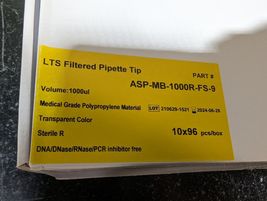 LTS Filtered Pipette Tip
PART #
ASP-MB-1000R-FS-9
Volume:1000ul
Medical Grade Polypropylene Material
LOT 210629-1521 2024-06-28
Transparent Color
10x96 pcs/box
Sterile R
DNA/DNase/RNase/PCR inhibitor free